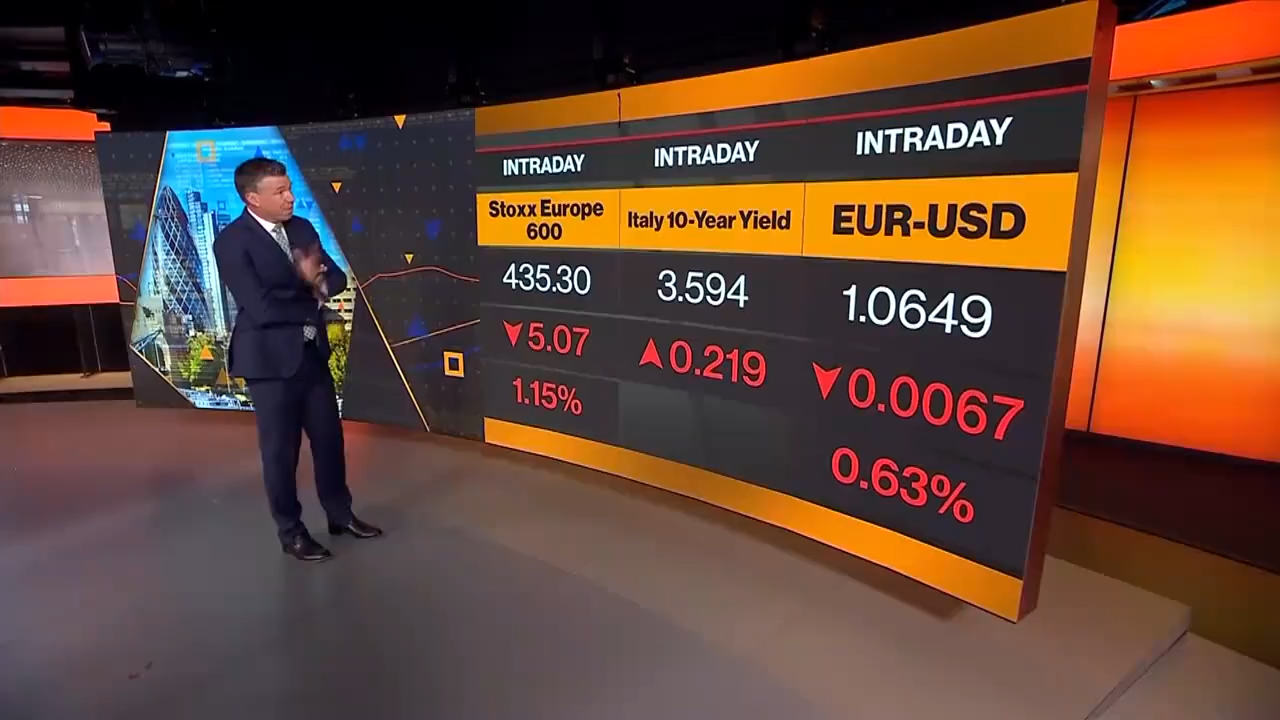 INTRADAY
INTRADAY
INTRADAY
Stoxx Europe
600
Italy 10-Year Yield
EUR-USD
435.30
3.594
1.0649
▼5.07
▲0.219
▼0.0067
1.15%
0.63%